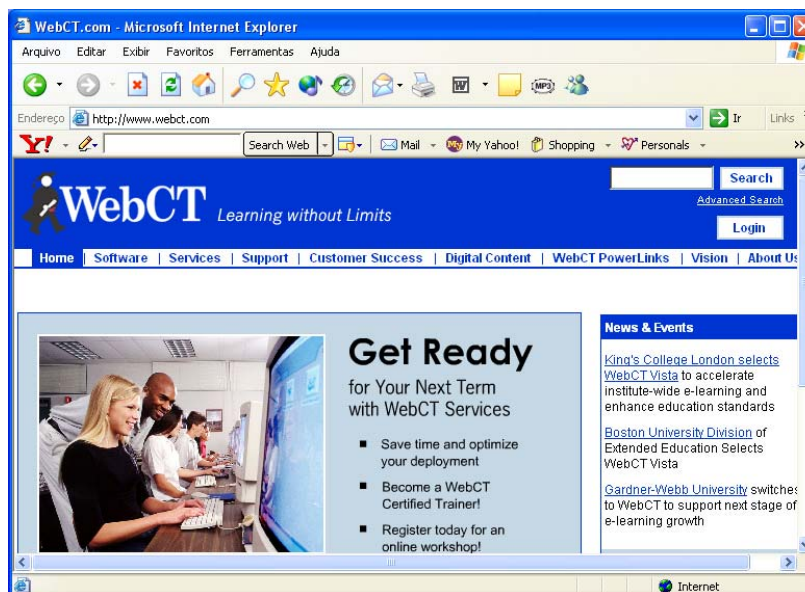 WebCT.com - Microsoft Internet Explorer
Arquivo Editar Exibir Favoritos Ferramentas Ajuda
MP3
Endereço http://www.webct.com Ir Links
Y! Search Web Mail My Yahoo! Shopping Personals
Search
WebCT Learning without Limits
Advanced Search
Login
Home | Software | Services | Support | Customer Success | Digital Content | WebCT PowerLinks | Vision | About Us
Get Ready
for Your Next Term
with WebCT Services
Save time and optimize
your deployment
Become a WebCT
Certified Trainer!
Register today for an
online workshop!
News & Events
King's College London selects
WebCT Vista to accelerate
institute-wide e-learning and
enhance education standards
Boston University Division of
Extended Education Selects
WebCT Vista
Gardner-Webb University switches
to WebCT to support next stage of
e-learning growth
Internet